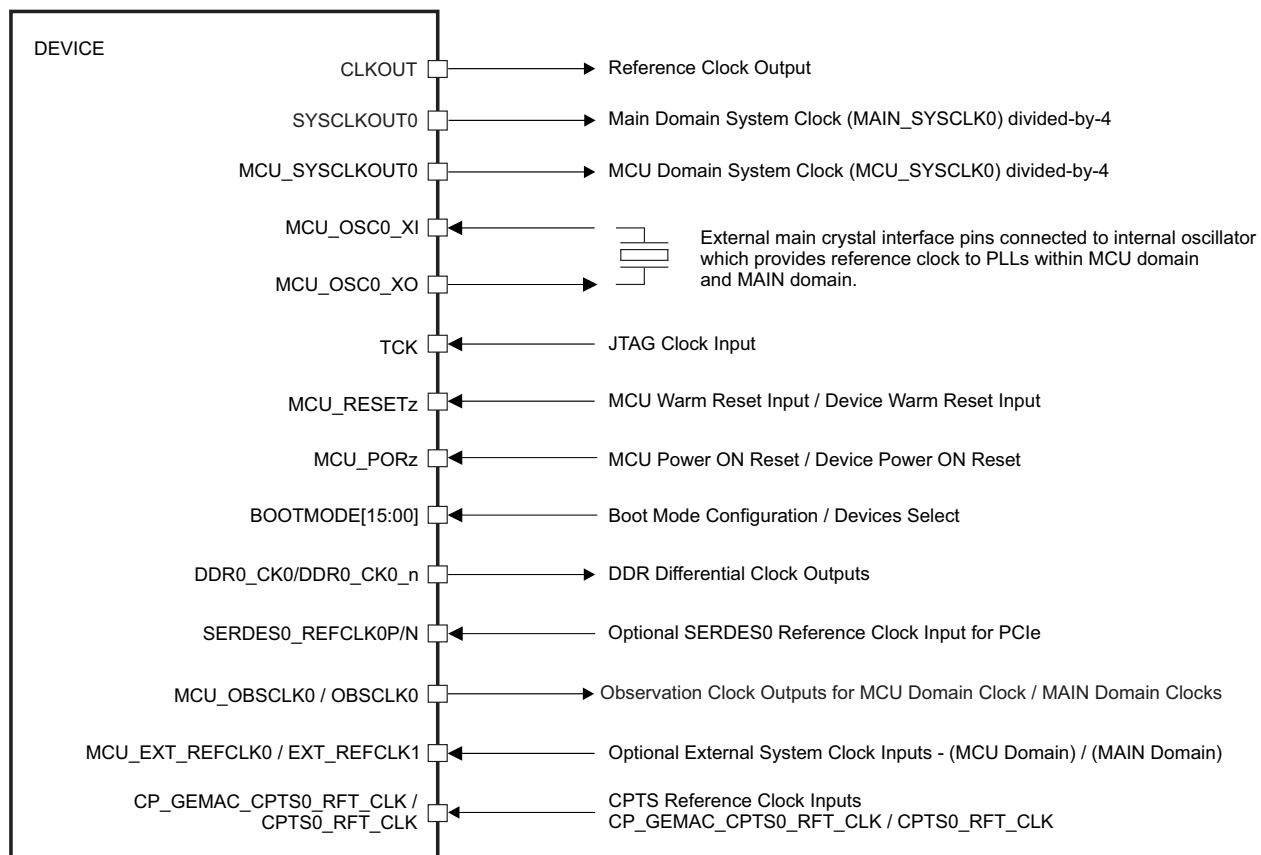 DEVICE
CLKOUT Reference Clock Output
SYSCLKOUT0 Main Domain System Clock (MAIN_SYSCLK0) divided-by-4
MCU_SYSCLKOUT0 MCU Domain System Clock (MCU_SYSCLK0) divided-by-4
MCU_OSC0_XI
External main crystal interface pins connected to internal oscillator
which provides reference clock to PLLs within MCU domain
and MAIN domain.
MCU_OSC0_XO
TCK JTAG Clock Input
MCU_RESETz MCU Warm Reset Input / Device Warm Reset Input
MCU_PORz MCU Power ON Reset / Device Power ON Reset
BOOTMODE[15:00] Boot Mode Configuration / Devices Select
DDR0_CK0/DDR0_CK0_n DDR Differential Clock Outputs
SERDES0_REFCLK0P/N Optional SERDES0 Reference Clock Input for PCIe
MCU_OBSCLK0 / OBSCLK0 Observation Clock Outputs for MCU Domain Clock / MAIN Domain Clocks
MCU_EXT_REFCLK0 / EXT_REFCLK1 Optional External System Clock Inputs - (MCU Domain) / (MAIN Domain)
CP_GEMAC_CPTS0_RFT_CLK /
CPTS0_RFT_CLK
CPTS Reference Clock Inputs
CP_GEMAC_CPTS0_RFT_CLK / CPTS0_RFT_CLK